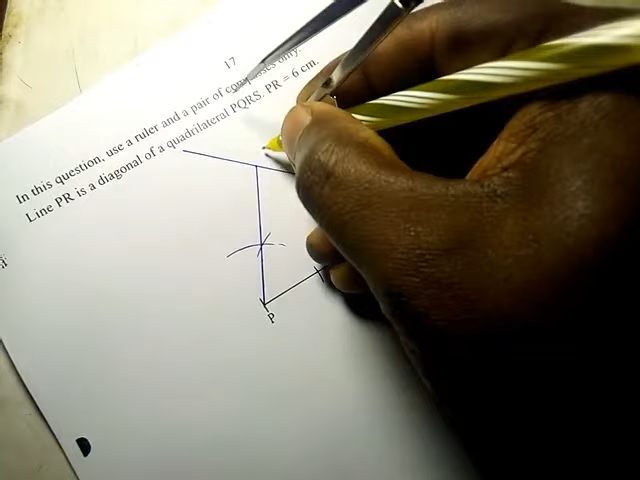 17
In this question, use a ruler and a pair of compasses only.
Line PR is a diagonal of a quadrilateral PQRS. PR = 6 cm.
P